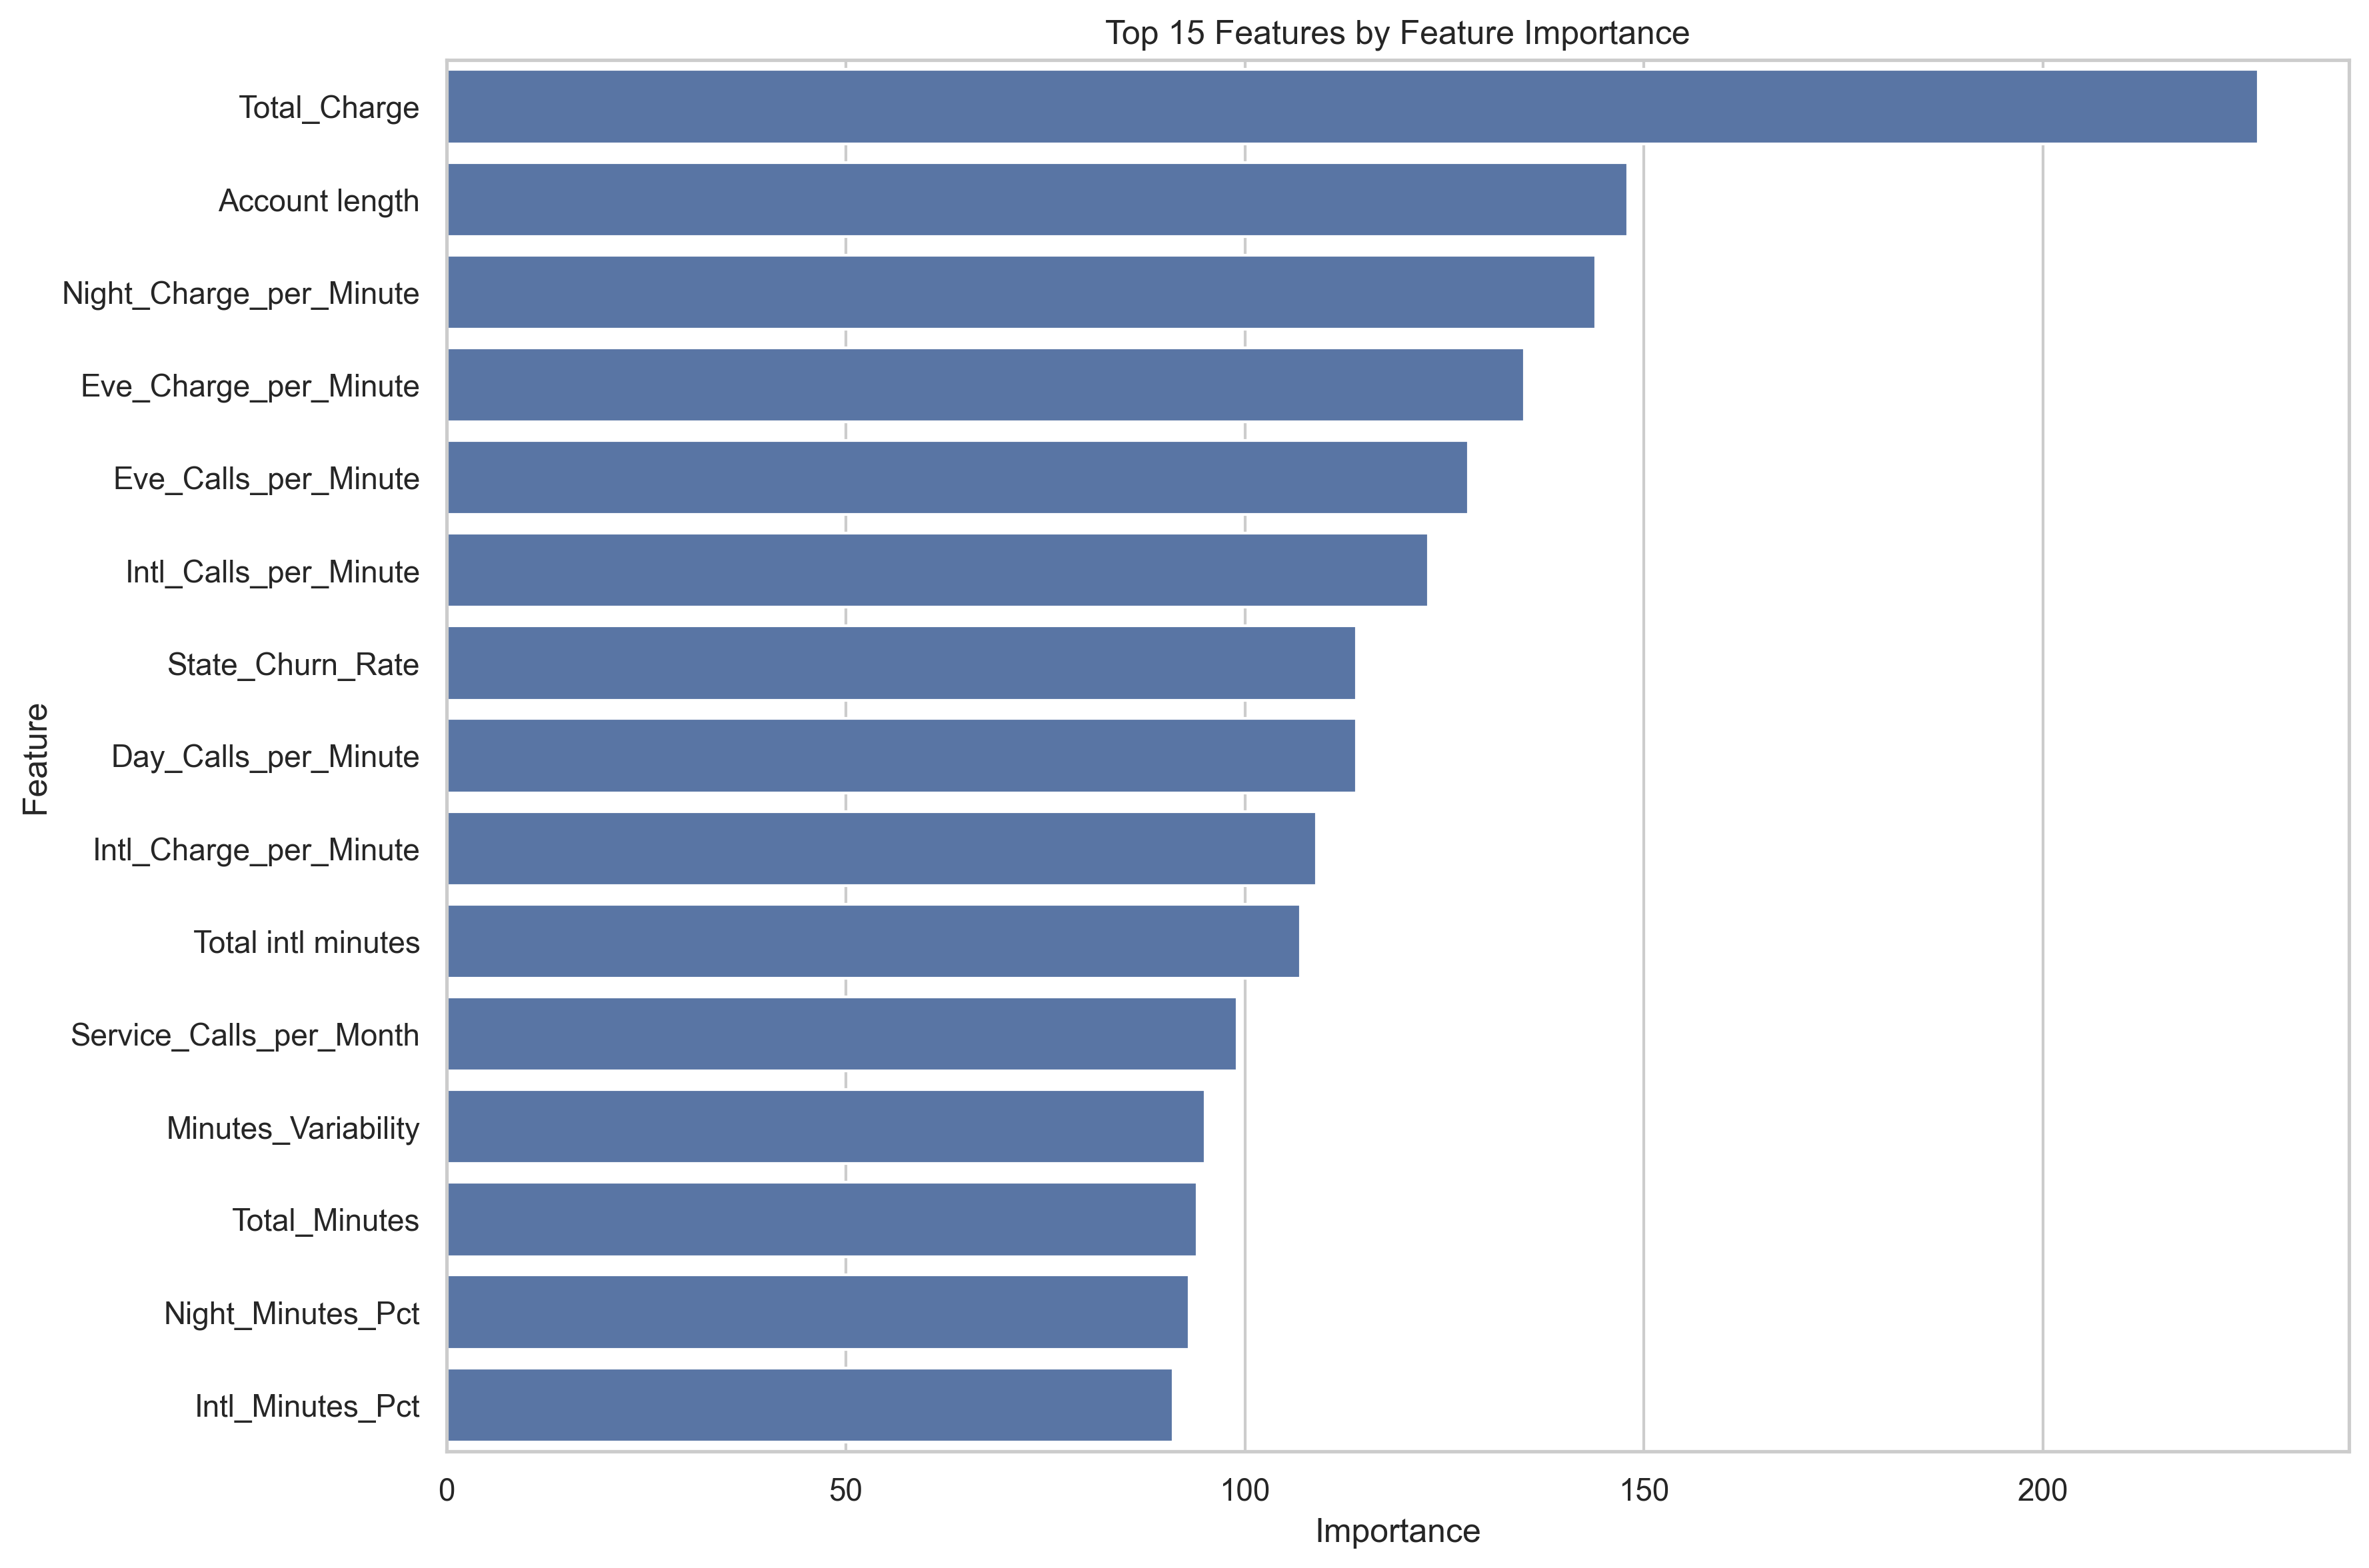 Top 15 Features by Feature Importance
Total_Charge
Account length
Night_Charge_per_Minute
Eve_Charge_per_Minute
Eve_Calls_per_Minute
Intl_Calls_per_Minute
State_Churn_Rate
Day_Calls_per_Minute
Intl_Charge_per_Minute
Total intl minutes
Service_Calls_per_Month
Minutes_Variability
Total_Minutes
Night_Minutes_Pct
Intl_Minutes_Pct
Feature
0 50 100 150 200
Importance